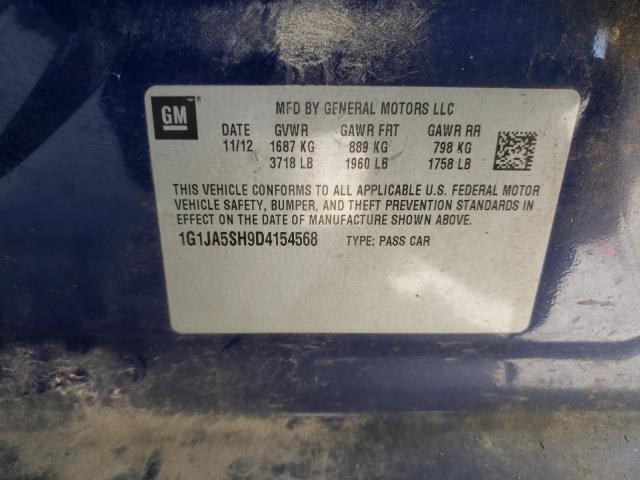 GM ®
MFD BY GENERAL MOTORS LLC
DATE GVWR GAWR FRT GAWR RR
11/12 1687 KG 889 KG 798 KG
3718 LB 1960 LB 1758 LB
THIS VEHICLE CONFORMS TO ALL APPLICABLE U.S. FEDERAL MOTOR
VEHICLE SAFETY, BUMPER, AND THEFT PREVENTION STANDARDS IN
EFFECT ON THE DATE OF MANUFACTURE SHOWN ABOVE.
1G1JA5SH9D4154568 TYPE: PASS CAR